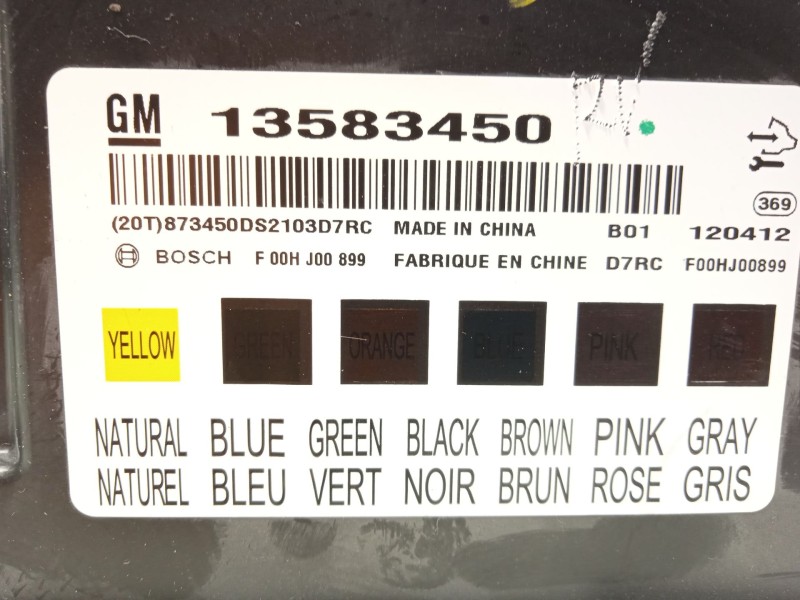 GM 13583450
369
(20T)873450DS2103D7RC MADE IN CHINA B01 120412
BOSCH F 00H J00 899 FABRIQUE EN CHINE D7RC F00HJ00899
YELLOW GREEN ORANGE BLUE PINK RED
NATURAL BLUE GREEN BLACK BROWN PINK GRAY
NATUREL BLEU VERT NOIR BRUN ROSE GRIS